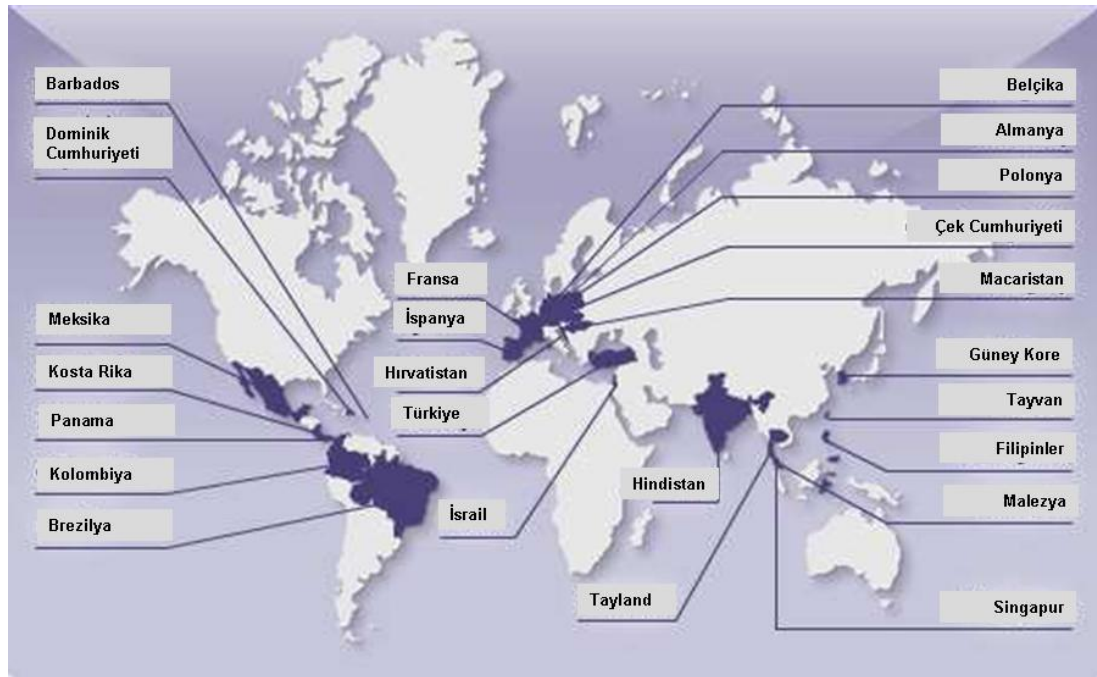 Barbados
Dominik
Cumhuriyeti
Meksika
Kosta Rika
Panama
Kolombiya
Brezilya
Fransa
İspanya
Hırvatistan
Türkiye
İsrail
Hindistan
Tayland
Belçika
Almanya
Polonya
Çek Cumhuriyeti
Macaristan
Güney Kore
Tayvan
Filipinler
Malezya
Singapur